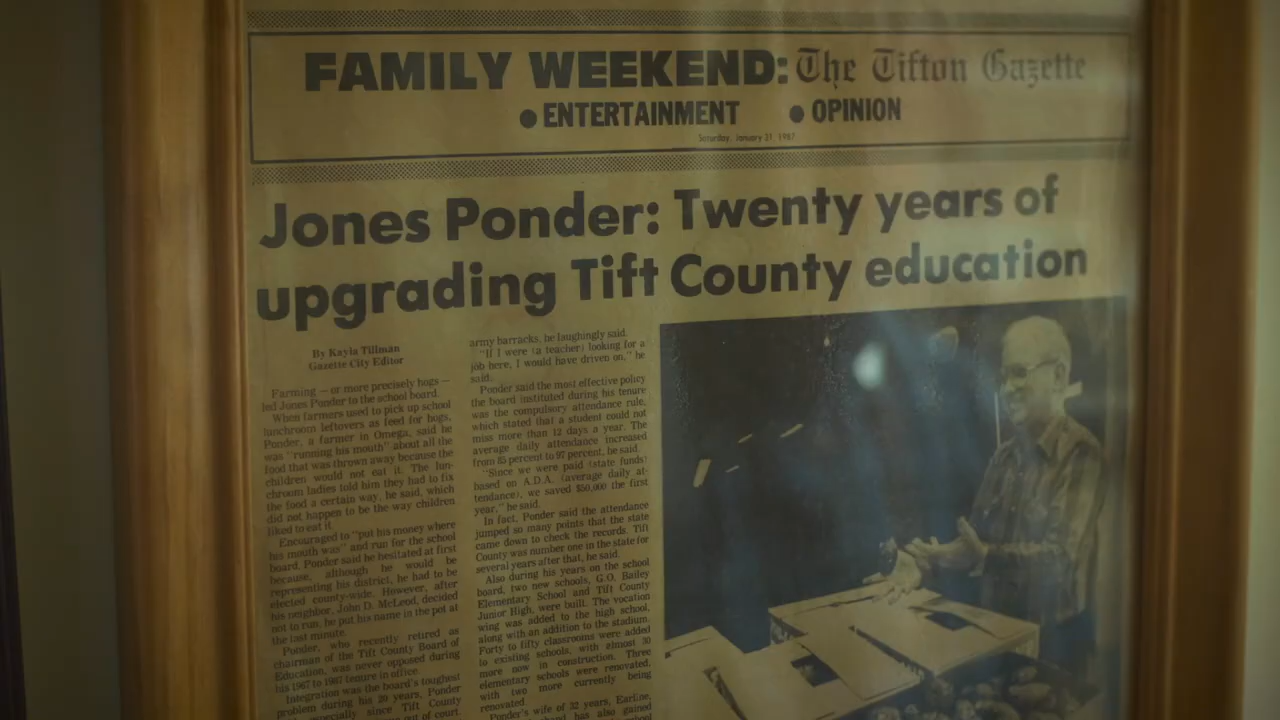 FAMILY WEEKEND: The Tifton Gazette
● ENTERTAINMENT ● OPINION
Saturday, January 31, 1987
Jones Ponder: Twenty years of
upgrading Tift County education
By Kayla Tillman
Gazette City Editor
Farming — or more precisely hogs —
led Jones Ponder to the school board.
When farmers used to pick up school
lunchroom leftovers as feed for hogs,
Ponder, a farmer in Omega, said he
was "running his mouth" about all the
food that was thrown away because the
children would not eat it. The lun-
chroom ladies told him they had to fix
the food a certain way, he said, which
did not happen to be the way children
liked to eat it.
Encouraged to "put his money where
his mouth was" and run for the school
board, Ponder said he hesitated at first
because, although he would be
representing his district, he had to be
elected county-wide. However, after
his neighbor, John D. McLeod, decided
not to run, he put his name in the pot at
the last minute.
Ponder, who recently retired as
chairman of the Tift County Board of
Education, was never opposed during
his 1967 to 1987 tenure in office.
Integration was the board's toughest
problem during his 20 years, Ponder
especially since Tift County
out of court
army barracks, he laughingly said.
"If I were (a teacher) looking for a
job here, I would have driven on," he
said.
Ponder said the most effective policy
the board instituted during his tenure
was the compulsory attendance rule,
which stated that a student could not
miss more than 12 days a year. The
average daily attendance increased
from 85 percent to 97 percent, he said.
"Since we were paid (state funds)
based on A.D.A. (average daily at-
tendance), we saved $50,000 the first
year," he said.
In fact, Ponder said the attendance
jumped so many points that the state
came down to check the records. Tift
County was number one in the state for
several years after that, he said.
Also during his years on the school
board, two new schools, G.O. Bailey
Elementary School and Tift County
Junior High, were built. The vocation
wing was added to the high school,
along with an addition to the stadium.
Forty to fifty classrooms were added
to existing schools, with almost 30
more now in construction. Three
elementary schools were renovated,
with two more currently being
renovated.
Ponder's wife of 32 years, Earline,
has also gained